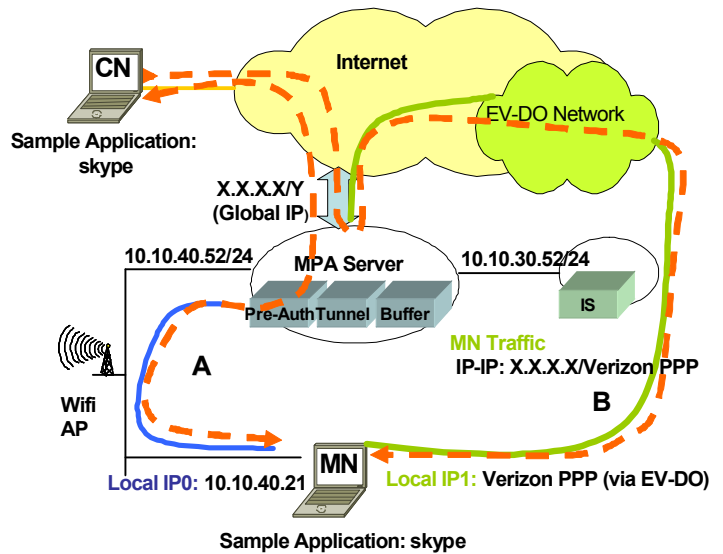 CN
Internet
EV-DO Network
Sample Application:
skype
X.X.X.X/Y
(Global IP)
10.10.40.52/24
MPA Server
10.10.30.52/24
Pre-Auth
Tunnel
Buffer
IS
MN Traffic
IP-IP: X.X.X.X/Verizon PPP
A
B
Wifi
AP
MN
Local IP0: 10.10.40.21
Local IP1: Verizon PPP (via EV-DO)
Sample Application: skype